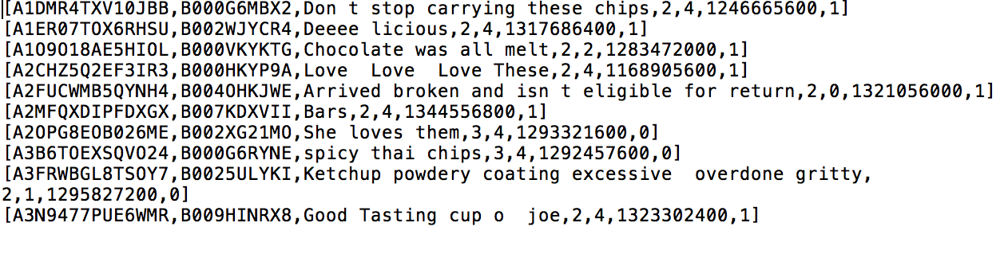 [A1DMR4TXV10JBB,B000G6MBX2,Don t stop carrying these chips,2,4,1246665600,1]
[A1ER07TOX6RHSU,B002WJYCR4,Deeee licious,2,4,1317686400,1]
[A1O9O18AE5HIOL,B000VKYKTG,Chocolate was all melt,2,2,1283472000,1]
[A2CHZ5Q2EF3IR3,B000HKYP9A,Love  Love  Love These,2,4,1168905600,1]
[A2FUCWMB5QYNH4,B004OHKJWE,Arrived broken and isn t eligible for return,2,0,1321056000,1]
[A2MFQXDIPFDXGX,B007KDXVII,Bars,2,4,1344556800,1]
[A2OPG8EOB026ME,B002XG21MO,She loves them,3,4,1293321600,0]
[A3B6TOEXSQVO24,B000G6RYNE,spicy thai chips,3,4,1292457600,0]
[A3FRWBGL8TSOY7,B0025ULYKI,Ketchup powdery coating excessive  overdone gritty,
2,1,1295827200,0]
[A3N9477PUE6WMR,B009HINRX8,Good Tasting cup o  joe,2,4,1323302400,1]